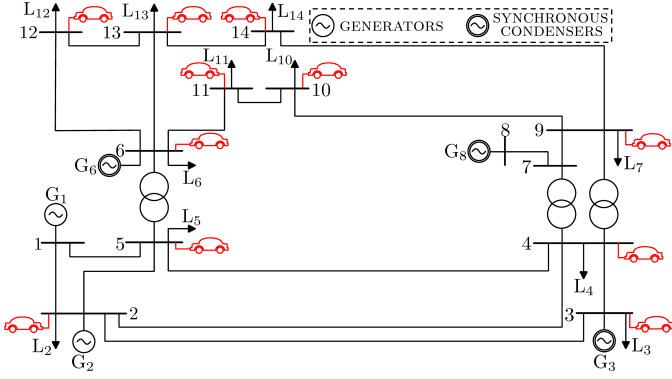 L12
L13
L14
GENERATORS
SYNCHRONOUS
CONDENSERS
12
13
14
L11
L10
11
10
6
G6
L6
G8
8
9
7
L7
G1
L5
1
5
4
L4
2
3
L2
G2
G3
L3